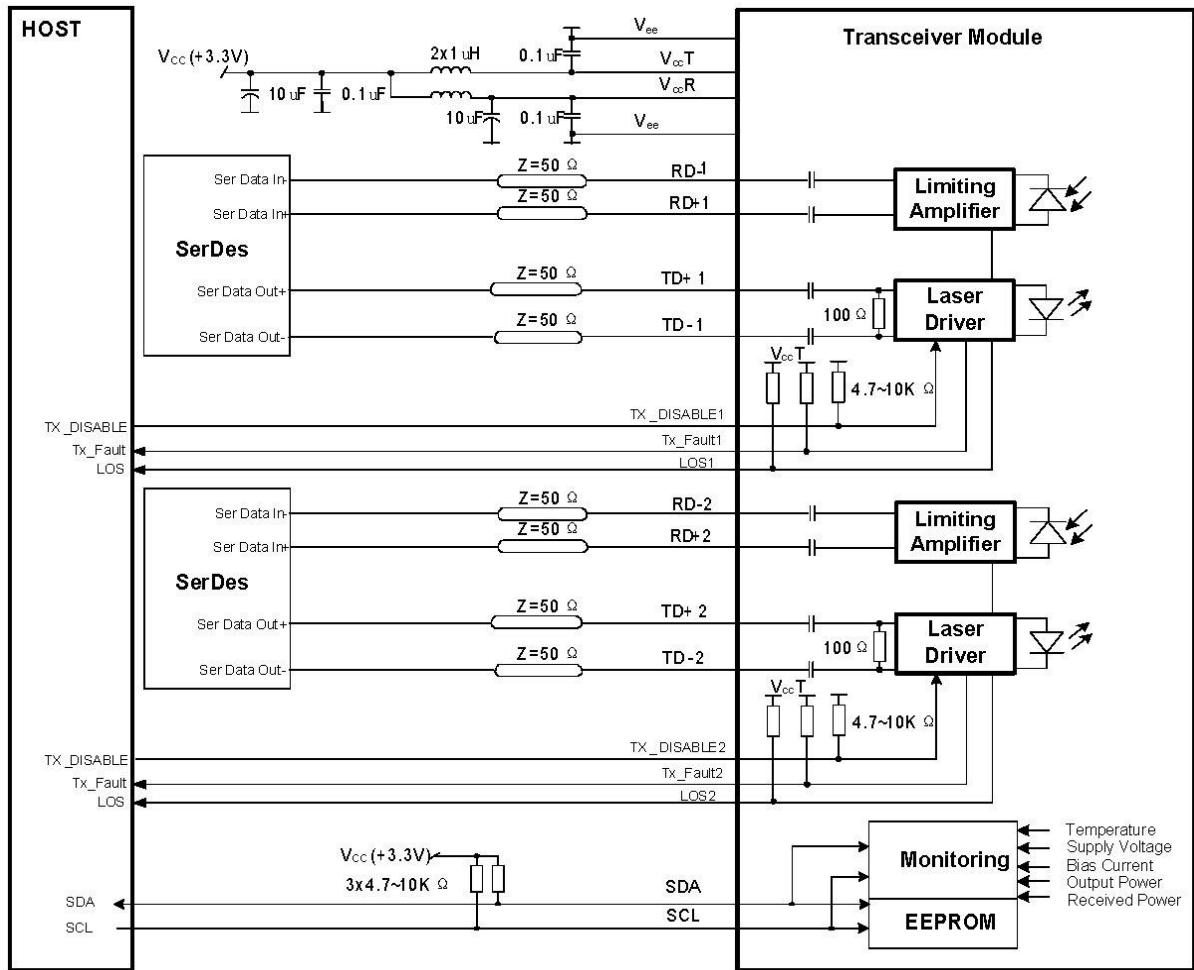 HOST
Transceiver Module
Vee
VCC (+3.3V)
2x1 uH
0.1 uF
VccT
10 uF
0.1 uF
VccR
10 uF
0.1 uF
Vee
Z=50 Ω
RD-1
Ser Data In-
Z=50 Ω
RD+1
Ser Data In+
Limiting
Amplifier
SerDes
Z=50 Ω
TD+ 1
Ser Data Out+
Z=50 Ω
TD-1
Ser Data Out-
100 Ω
Laser
Driver
VccT
4.7~10K Ω
TX_DISABLE
TX_DISABLE1
Tx_Fault
Tx_Fault1
LOS
LOS1
Z=50 Ω
RD-2
Ser Data In-
Z=50 Ω
RD+2
Ser Data In+
Limiting
Amplifier
SerDes
Z=50 Ω
TD+ 2
Ser Data Out+
Z=50 Ω
TD-2
Ser Data Out-
100 Ω
Laser
Driver
VccT
4.7~10K Ω
TX_DISABLE
TX_DISABLE2
Tx_Fault
Tx_Fault2
LOS
LOS2
VCC (+3.3V)
3x4.7~10K Ω
SDA
SDA
SCL
SCL
Monitoring
EEPROM
Temperature
Supply Voltage
Bias Current
Output Power
Received Power